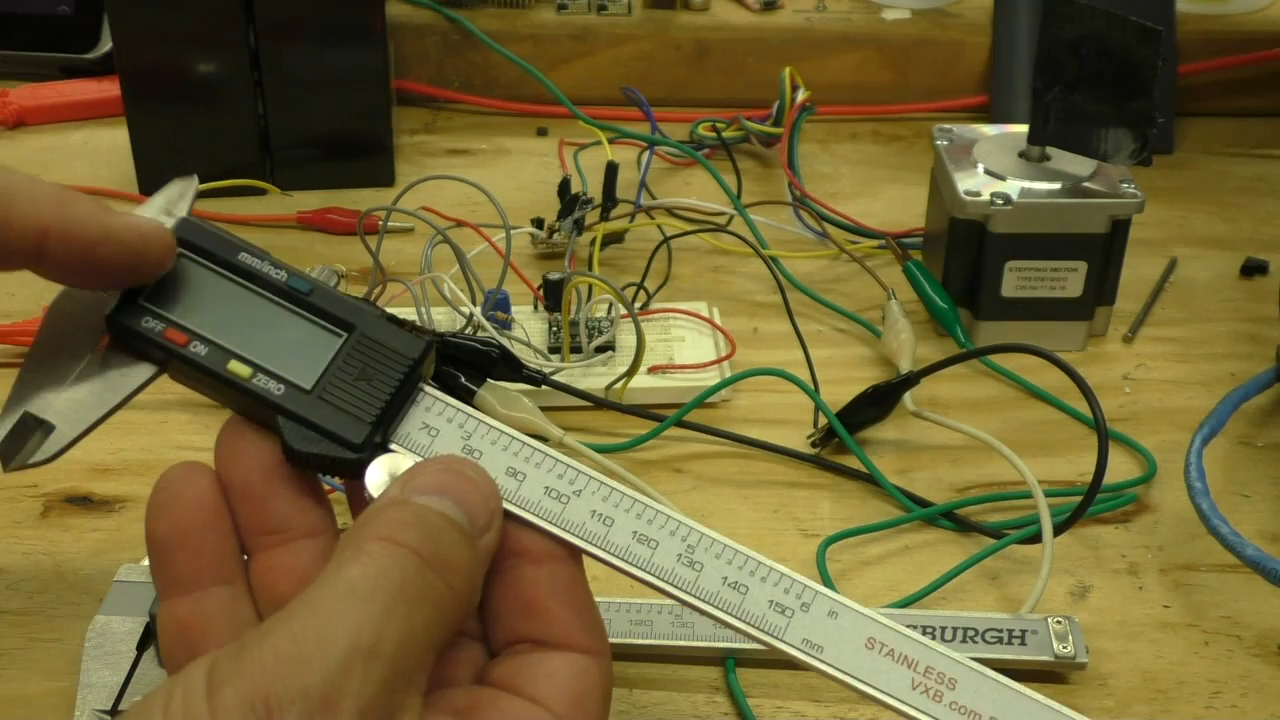 mm/inch
OFF
ON
ZERO
3 4 5 6 in
70 80 90 100 110 120 130 140 150 mm
STAINLESS
VXB.com
STEPPING MOTOR
120 130
SBURGH®